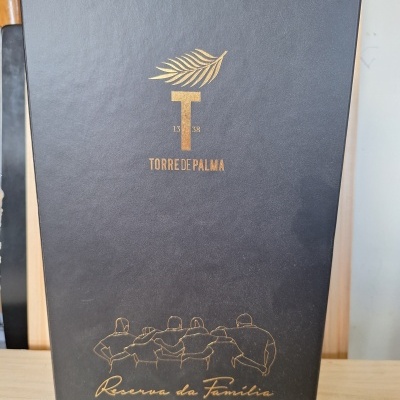 T
1338
TORRE DE PALMA
Reserva da Família